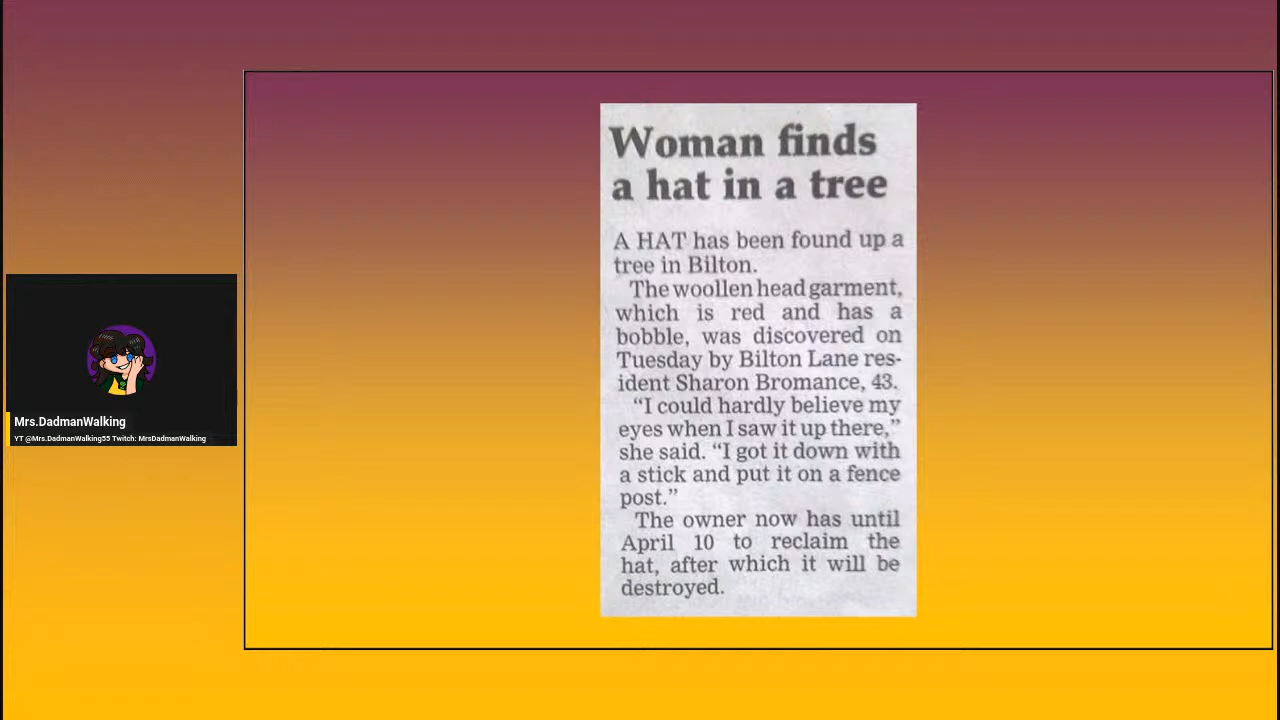 Woman finds
a hat in a tree
A HAT has been found up a
tree in Bilton.
The woollen head garment,
which is red and has a
bobble, was discovered on
Tuesday by Bilton Lane res-
ident Sharon Bromance, 43.
“I could hardly believe my
eyes when I saw it up there,”
she said. “I got it down with
a stick and put it on a fence
post.”
The owner now has until
April 10 to reclaim the
hat, after which it will be
destroyed.
Mrs.DadmanWalking
YT @Mrs.DadmanWalking55 Twitch: MrsDadmanWalking